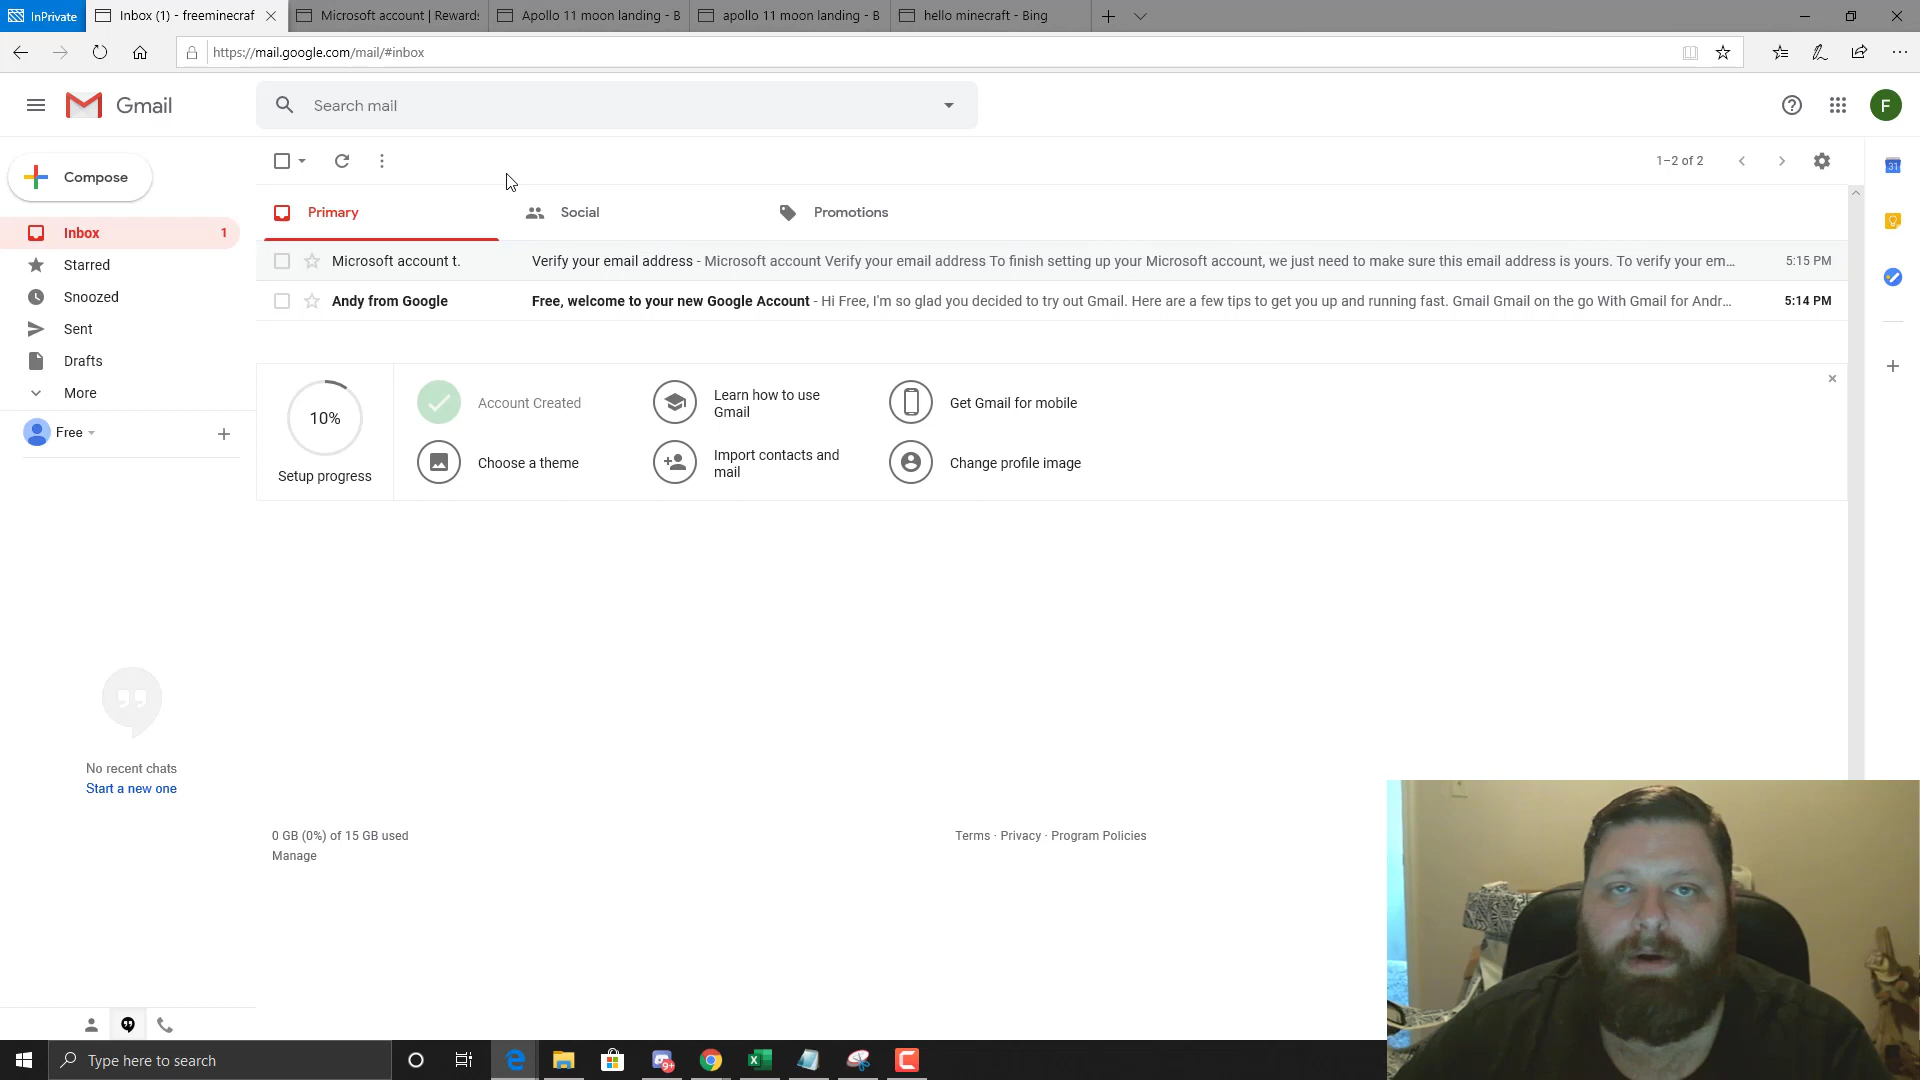 InPrivate
Inbox (1) - freeminecraf
Microsoft account | Rewards
Apollo 11 moon landing - B
apollo 11 moon landing - B
hello minecraft - Bing
https://mail.google.com/mail/#inbox
Gmail
Search mail
F
Compose
1–2 of 2
31
Primary
Social
Promotions
Inbox 1
Starred
Snoozed
Sent
Drafts
More
Free
Microsoft account t. Verify your email address - Microsoft account Verify your email address To finish setting up your Microsoft account, we just need to make sure this email address is yours. To verify your em... 5:15 PM
Andy from Google Free, welcome to your new Google Account - Hi Free, I'm so glad you decided to try out Gmail. Here are a few tips to get you up and running fast. Gmail Gmail on the go With Gmail for Andr... 5:14 PM
10%
Setup progress
Account Created
Learn how to use
Gmail
Get Gmail for mobile
Choose a theme
Import contacts and
mail
Change profile image
No recent chats
Start a new one
0 GB (0%) of 15 GB used
Manage
Terms · Privacy · Program Policies
Type here to search
9+